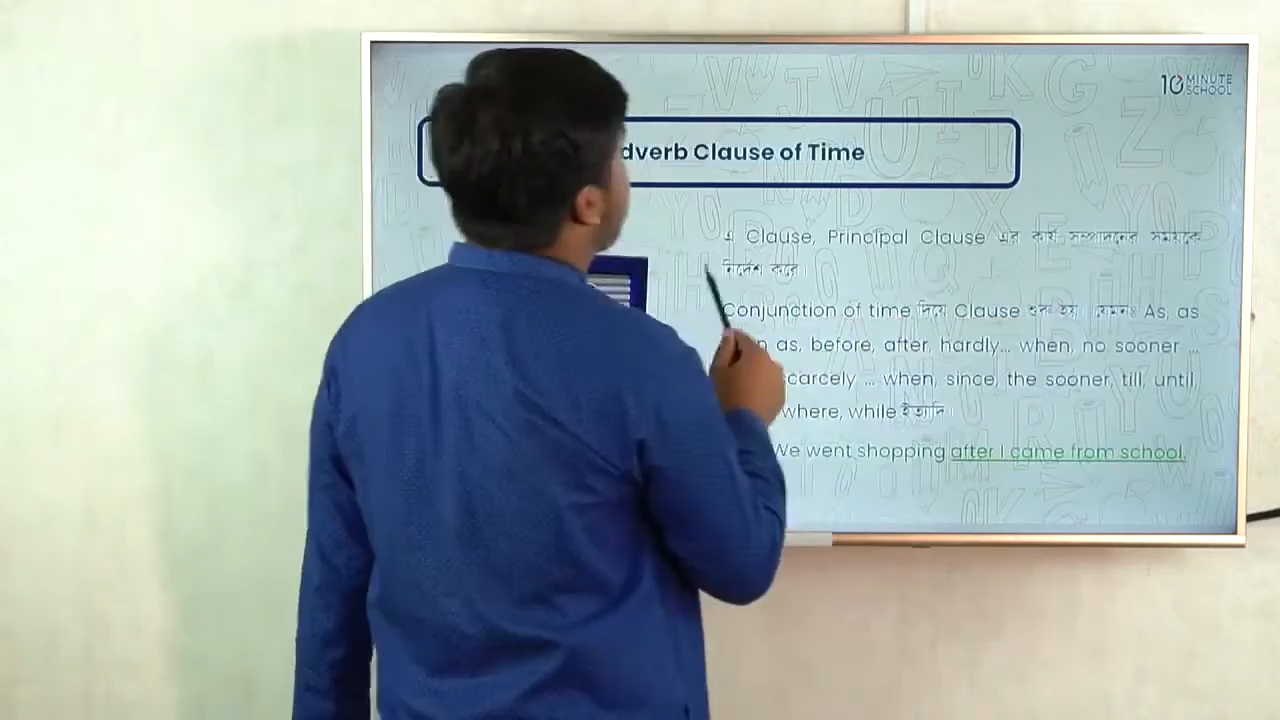 10 MINUTE
SCHOOL
dverb Clause of Time
এ Clause, Principal Clause এর কার্য সম্পাদনের সময়কে
নির্দেশ করে।
Conjunction of time দিয়ে Clause শুরু হয়। যেমনঃ As, as
n as, before, after, hardly... when, no sooner ...
carcely ... when, since, the sooner, till, until,
where, while ইত্যাদি।
We went shopping after I came from school.